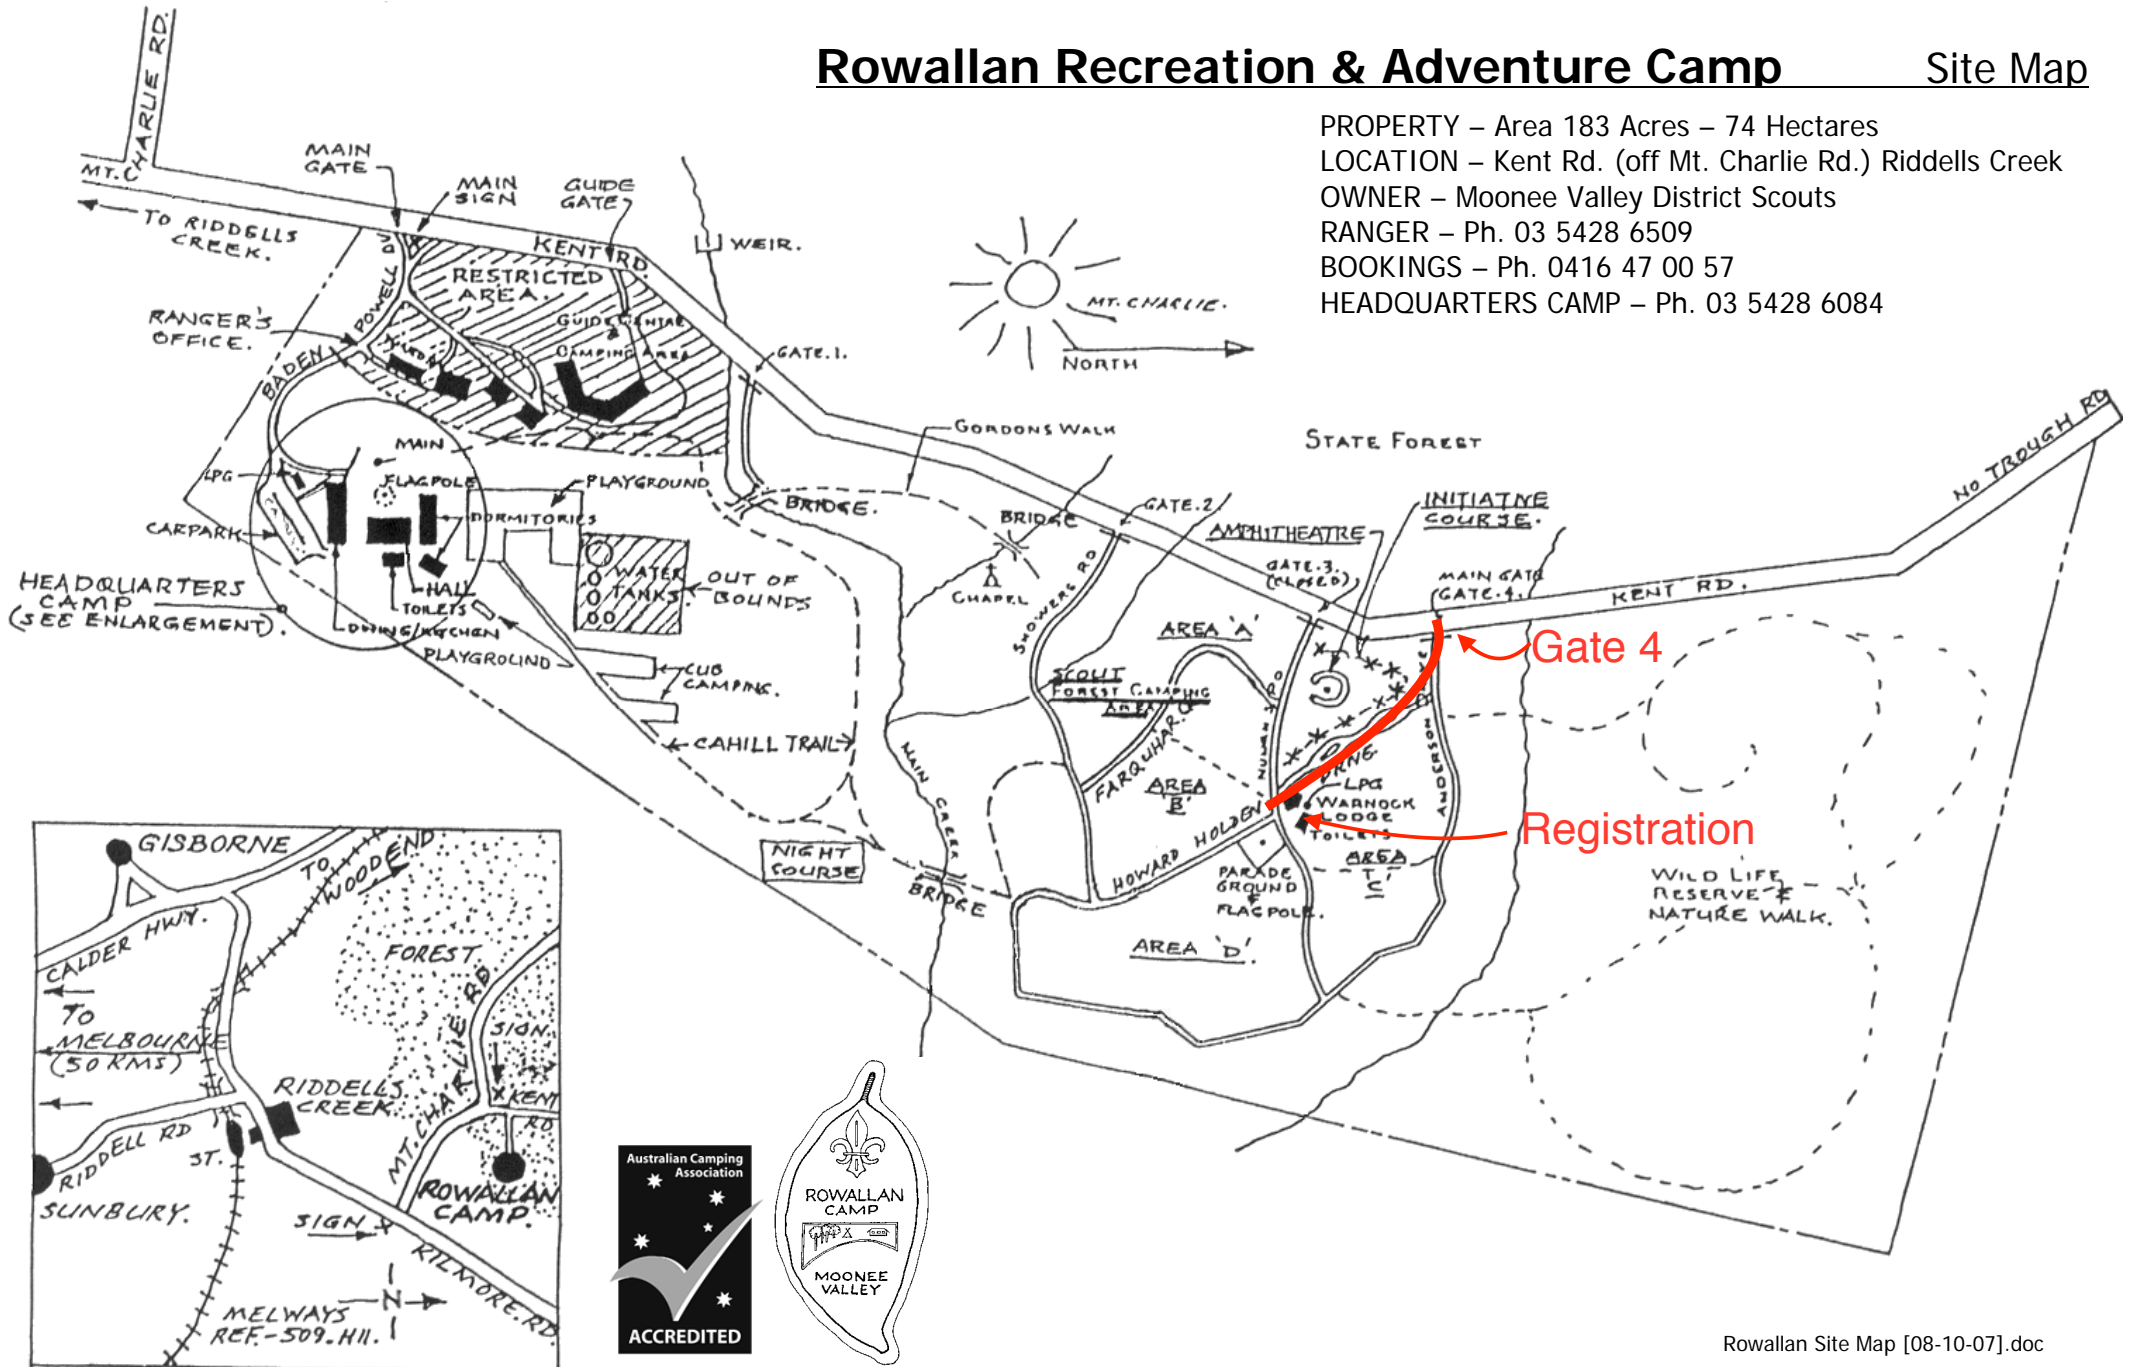 Rowallan Recreation & Adventure Camp Site Map
PROPERTY – Area 183 Acres – 74 Hectares
LOCATION – Kent Rd. (off Mt. Charlie Rd.) Riddells Creek
OWNER – Moonee Valley District Scouts
RANGER – Ph. 03 5428 6509
BOOKINGS – Ph. 0416 47 00 57
HEADQUARTERS CAMP – Ph. 03 5428 6084
CHARLIE RD.
MT. C
TO RIDDELLS
CREEK.
MAIN
GATE
MAIN
SIGN
GUIDE
GATE
KENT RD.
WEIR.
RESTRICTED
AREA.
BADEN POWELL
RANGER'S
OFFICE.
CAMPING AREA
GATE.1.
MT. CHARLIE.
NORTH
GORDONS WALK
STATE FOREST
NO TROUGH RD
LPG
MAIN
FLAGPOLE
PLAYGROUND
DORMITORIES
CARPARK
BRIDGE.
BRIDGE
GATE.2
INITIATIVE
COURSE.
AMPHITHEATRE
GATE.3.
(CLOSED)
MAIN GATE
GATE.4.
KENT RD.
HEADQUARTERS
CAMP
(SEE ENLARGEMENT).
HALL
TOILETS
DINING/KITCHEN
PLAYGROUND
WATER
TANKS.
OUT OF
BOUNDS
CHAPEL
SHOWERS RD
AREA 'A'
Gate 4
CUB
CAMPING.
SCOUT
FOREST CAMPING
AREA
CAHILL TRAIL
MAIN CREEK
FARQUHAR
AREA
'B'
HOWARD HOLDEN
LPG
WARNOCK
LODGE
TOILETS
ANDERSON
Registration
NIGHT
COURSE
BRIDGE
PARADE
GROUND
&
FLAGPOLE.
AREA
'C'
AREA 'D'.
WILD LIFE
RESERVE &
NATURE WALK.
GISBORNE
TO
WOODEND
CALDER HWY.
FOREST
TO
MELBOURNE
(50 KMS)
MT. CHARLIE RD
SIGN.
KENT
RD.
RIDDELLS
CREEK
RIDDELL RD
ST.
SUNBURY.
ROWALLAN
CAMP.
SIGN
KILMORE. RD.
N
MELWAYS
REF.-509.H11.
Australian Camping
Association
ACCREDITED
ROWALLAN
CAMP
MOONEE
VALLEY
Rowallan Site Map [08-10-07].doc